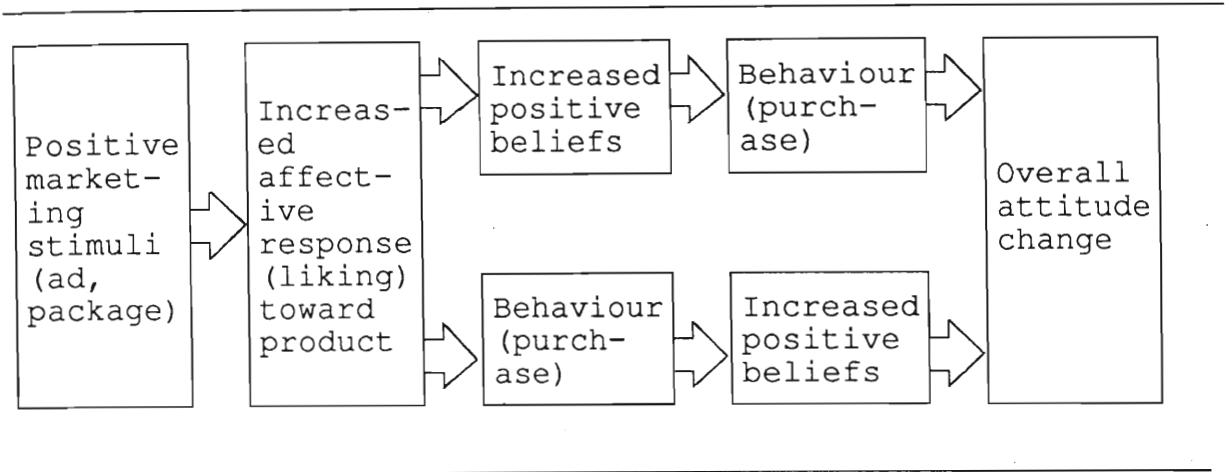 Positive
market-
ing
stimuli
(ad,
package)
Increas-
ed
affect-
ive
response
(liking)
toward
product
Increased
positive
beliefs
Behaviour
(purch-
ase)
Behaviour
(purch-
ase)
Increased
positive
beliefs
Overall
attitude
change